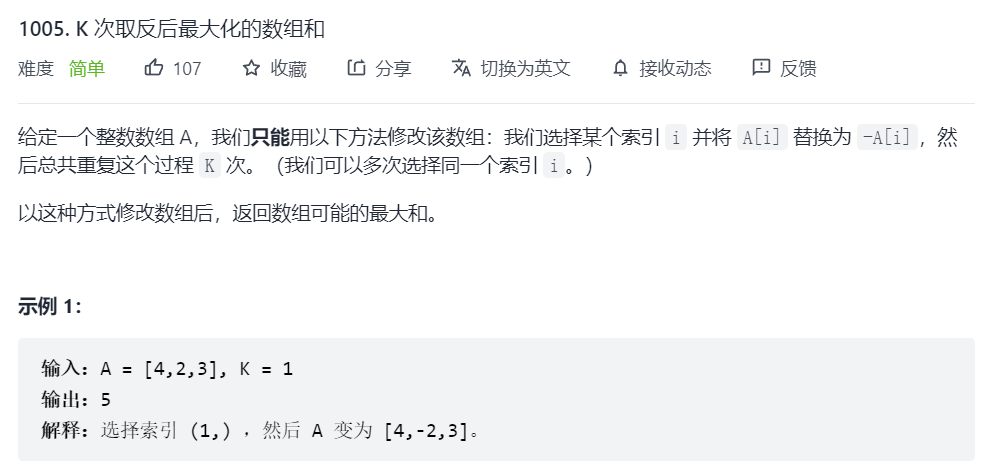 1005. K 次取反后最大化的数组和
难度 简单 107 收藏 分享 切换为英文 接收动态 反馈
给定一个整数数组 A，我们只能用以下方法修改该数组：我们选择某个索引 i 并将 A[i] 替换为 -A[i]，然
后总共重复这个过程 K 次。（我们可以多次选择同一个索引 i。）
以这种方式修改数组后，返回数组可能的最大和。
示例 1：
输入：A = [4,2,3], K = 1
输出：5
解释：选择索引 (1,) ，然后 A 变为 [4,-2,3]。